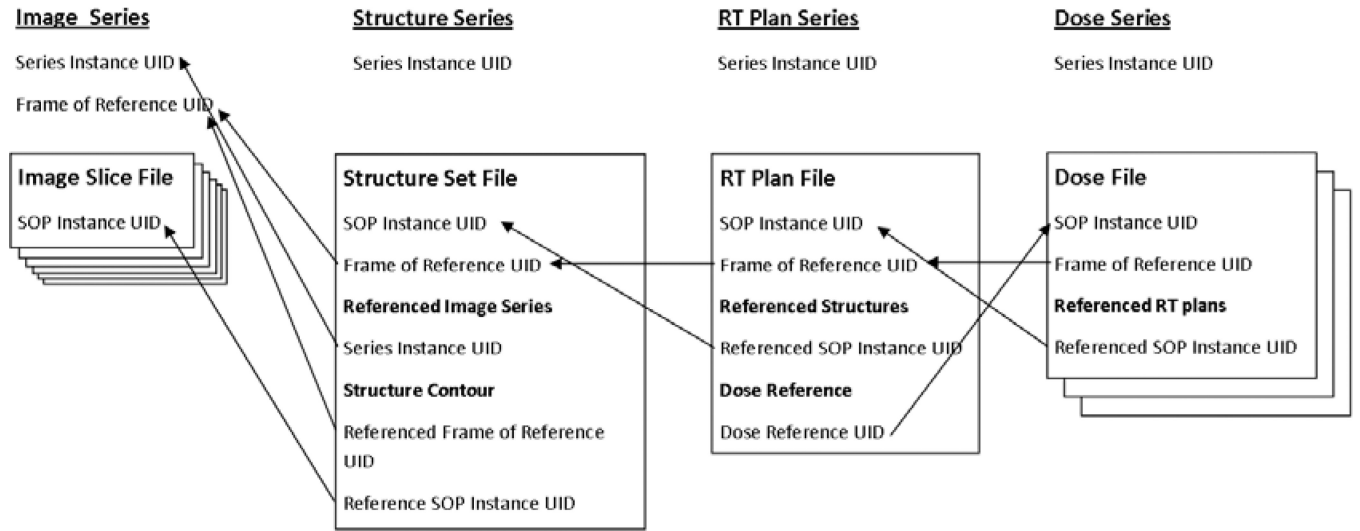 Image Series
Series Instance UID
Frame of Reference UID
Image Slice File
SOP Instance UID
Structure Series
Series Instance UID
Structure Set File
SOP Instance UID
Frame of Reference UID
Referenced Image Series
Series Instance UID
Structure Contour
Referenced Frame of Reference
UID
Reference SOP Instance UID
RT Plan Series
Series Instance UID
RT Plan File
SOP Instance UID
Frame of Reference UID
Referenced Structures
Referenced SOP Instance UID
Dose Reference
Dose Reference UID
Dose Series
Series Instance UID
Dose File
SOP Instance UID
Frame of Reference UID
Referenced RT plans
Referenced SOP Instance UID